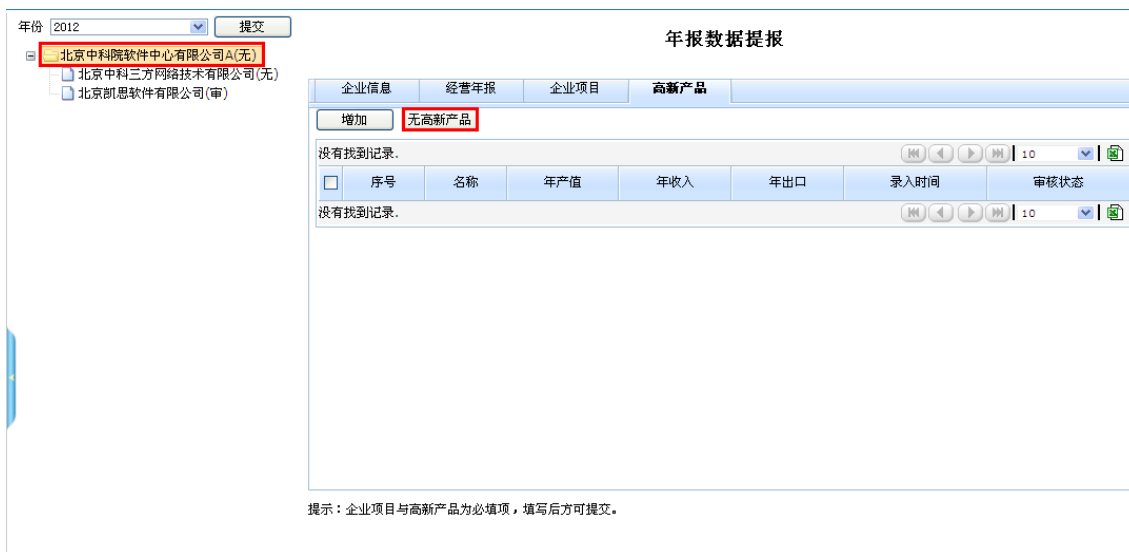 年份 2012 提交
北京中科院软件中心有限公司A(无)
北京中科三方网络技术有限公司(无)
北京凯思软件有限公司(审)
年报数据提报
企业信息 经营年报 企业项目 高新产品
增加 无高新产品
没有找到记录. 10
序号 名称 年产值 年收入 年出口 录入时间 审核状态
没有找到记录. 10
提示：企业项目与高新产品为必填项，填写后方可提交。